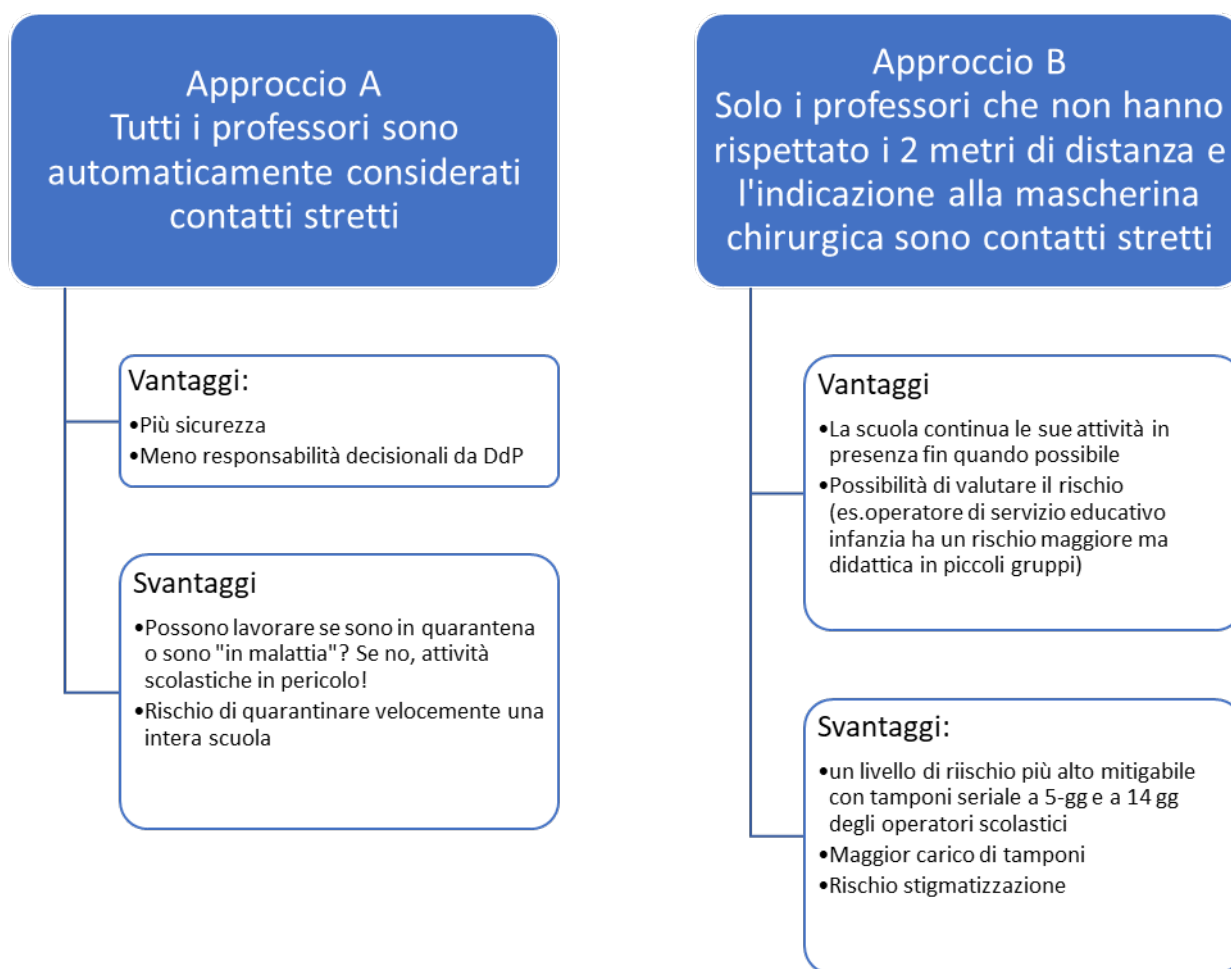 Approccio A
Tutti i professori sono
automaticamente considerati
contatti stretti
Vantaggi:
•Più sicurezza
•Meno responsabilità decisionali da DdP
Svantaggi
•Possono lavorare se sono in quarantena
o sono "in malattia"? Se no, attività
scolastiche in pericolo!
•Rischio di quarantinare velocemente una
intera scuola
Approccio B
Solo i professori che non hanno
rispettato i 2 metri di distanza e
l'indicazione alla mascherina
chirurgica sono contatti stretti
Vantaggi
•La scuola continua le sue attività in
presenza fin quando possibile
•Possibilità di valutare il rischio
(es.operatore di servizio educativo
infanzia ha un rischio maggiore ma
didattica in piccoli gruppi)
Svantaggi:
•un livello di riischio più alto mitigabile
con tamponi seriale a 5-gg e a 14 gg
degli operatori scolastici
•Maggior carico di tamponi
•Rischio stigmatizzazione